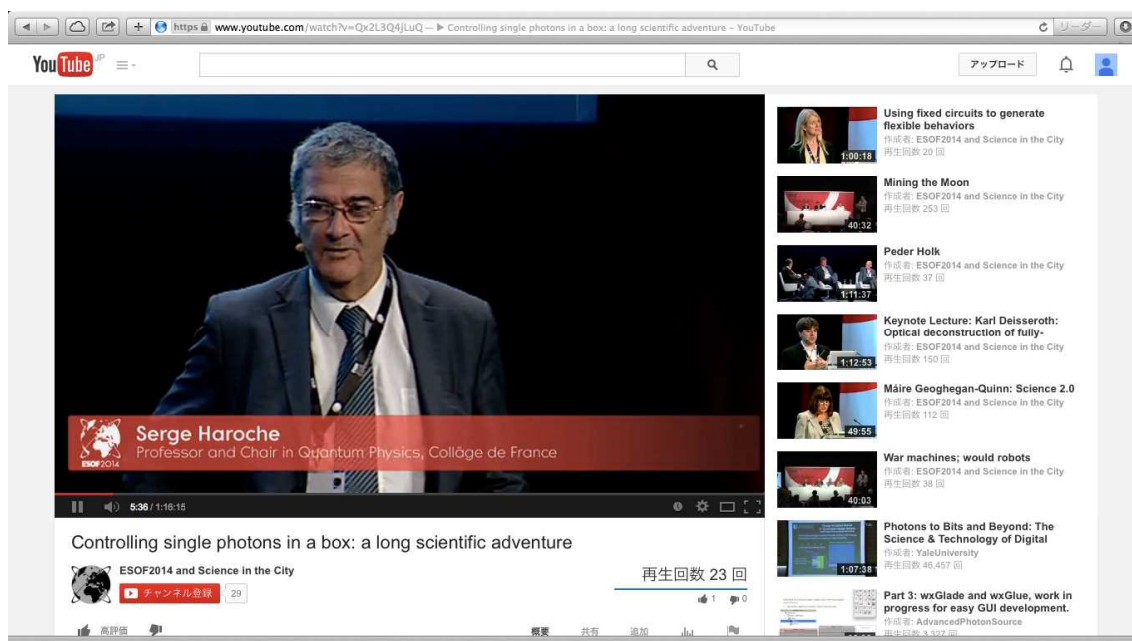 https www.youtube.com/watch?v=Qx2L3Q4jLuQ — ▶ Controlling single photons in a box: a long scientific adventure – YouTube
リーダー
YouTube JP
アップロード
Serge Haroche
Professor and Chair in Quantum Physics, Collåge de France
ESOF2014
5:36 / 1:16:15
Controlling single photons in a box: a long scientific adventure
ESOF2014 and Science in the City
チャンネル登録 29
再生回数 23 回
1 0
高評価
概要 共有 追加
Using fixed circuits to generate
flexible behaviors
作成者: ESOF2014 and Science in the City
再生回数 20 回
1:00:18
Mining the Moon
作成者: ESOF2014 and Science in the City
再生回数 253 回
40:32
Peder Holk
作成者: ESOF2014 and Science in the City
再生回数 37 回
1:11:37
Keynote Lecture: Karl Deisseroth:
Optical deconstruction of fully-
作成者: ESOF2014 and Science in the City
再生回数 150 回
1:12:53
Máire Geoghegan-Quinn: Science 2.0
作成者: ESOF2014 and Science in the City
再生回数 112 回
49:55
War machines; would robots
作成者: ESOF2014 and Science in the City
再生回数 38 回
40:03
Photons to Bits and Beyond: The
Science & Technology of Digital
作成者: YaleUniversity
再生回数 46,457 回
1:07:38
Part 3: wxGlade and wxGlue, work in
progress for easy GUI development.
作成者: AdvancedPhotonSource
再生回数 3,327 回